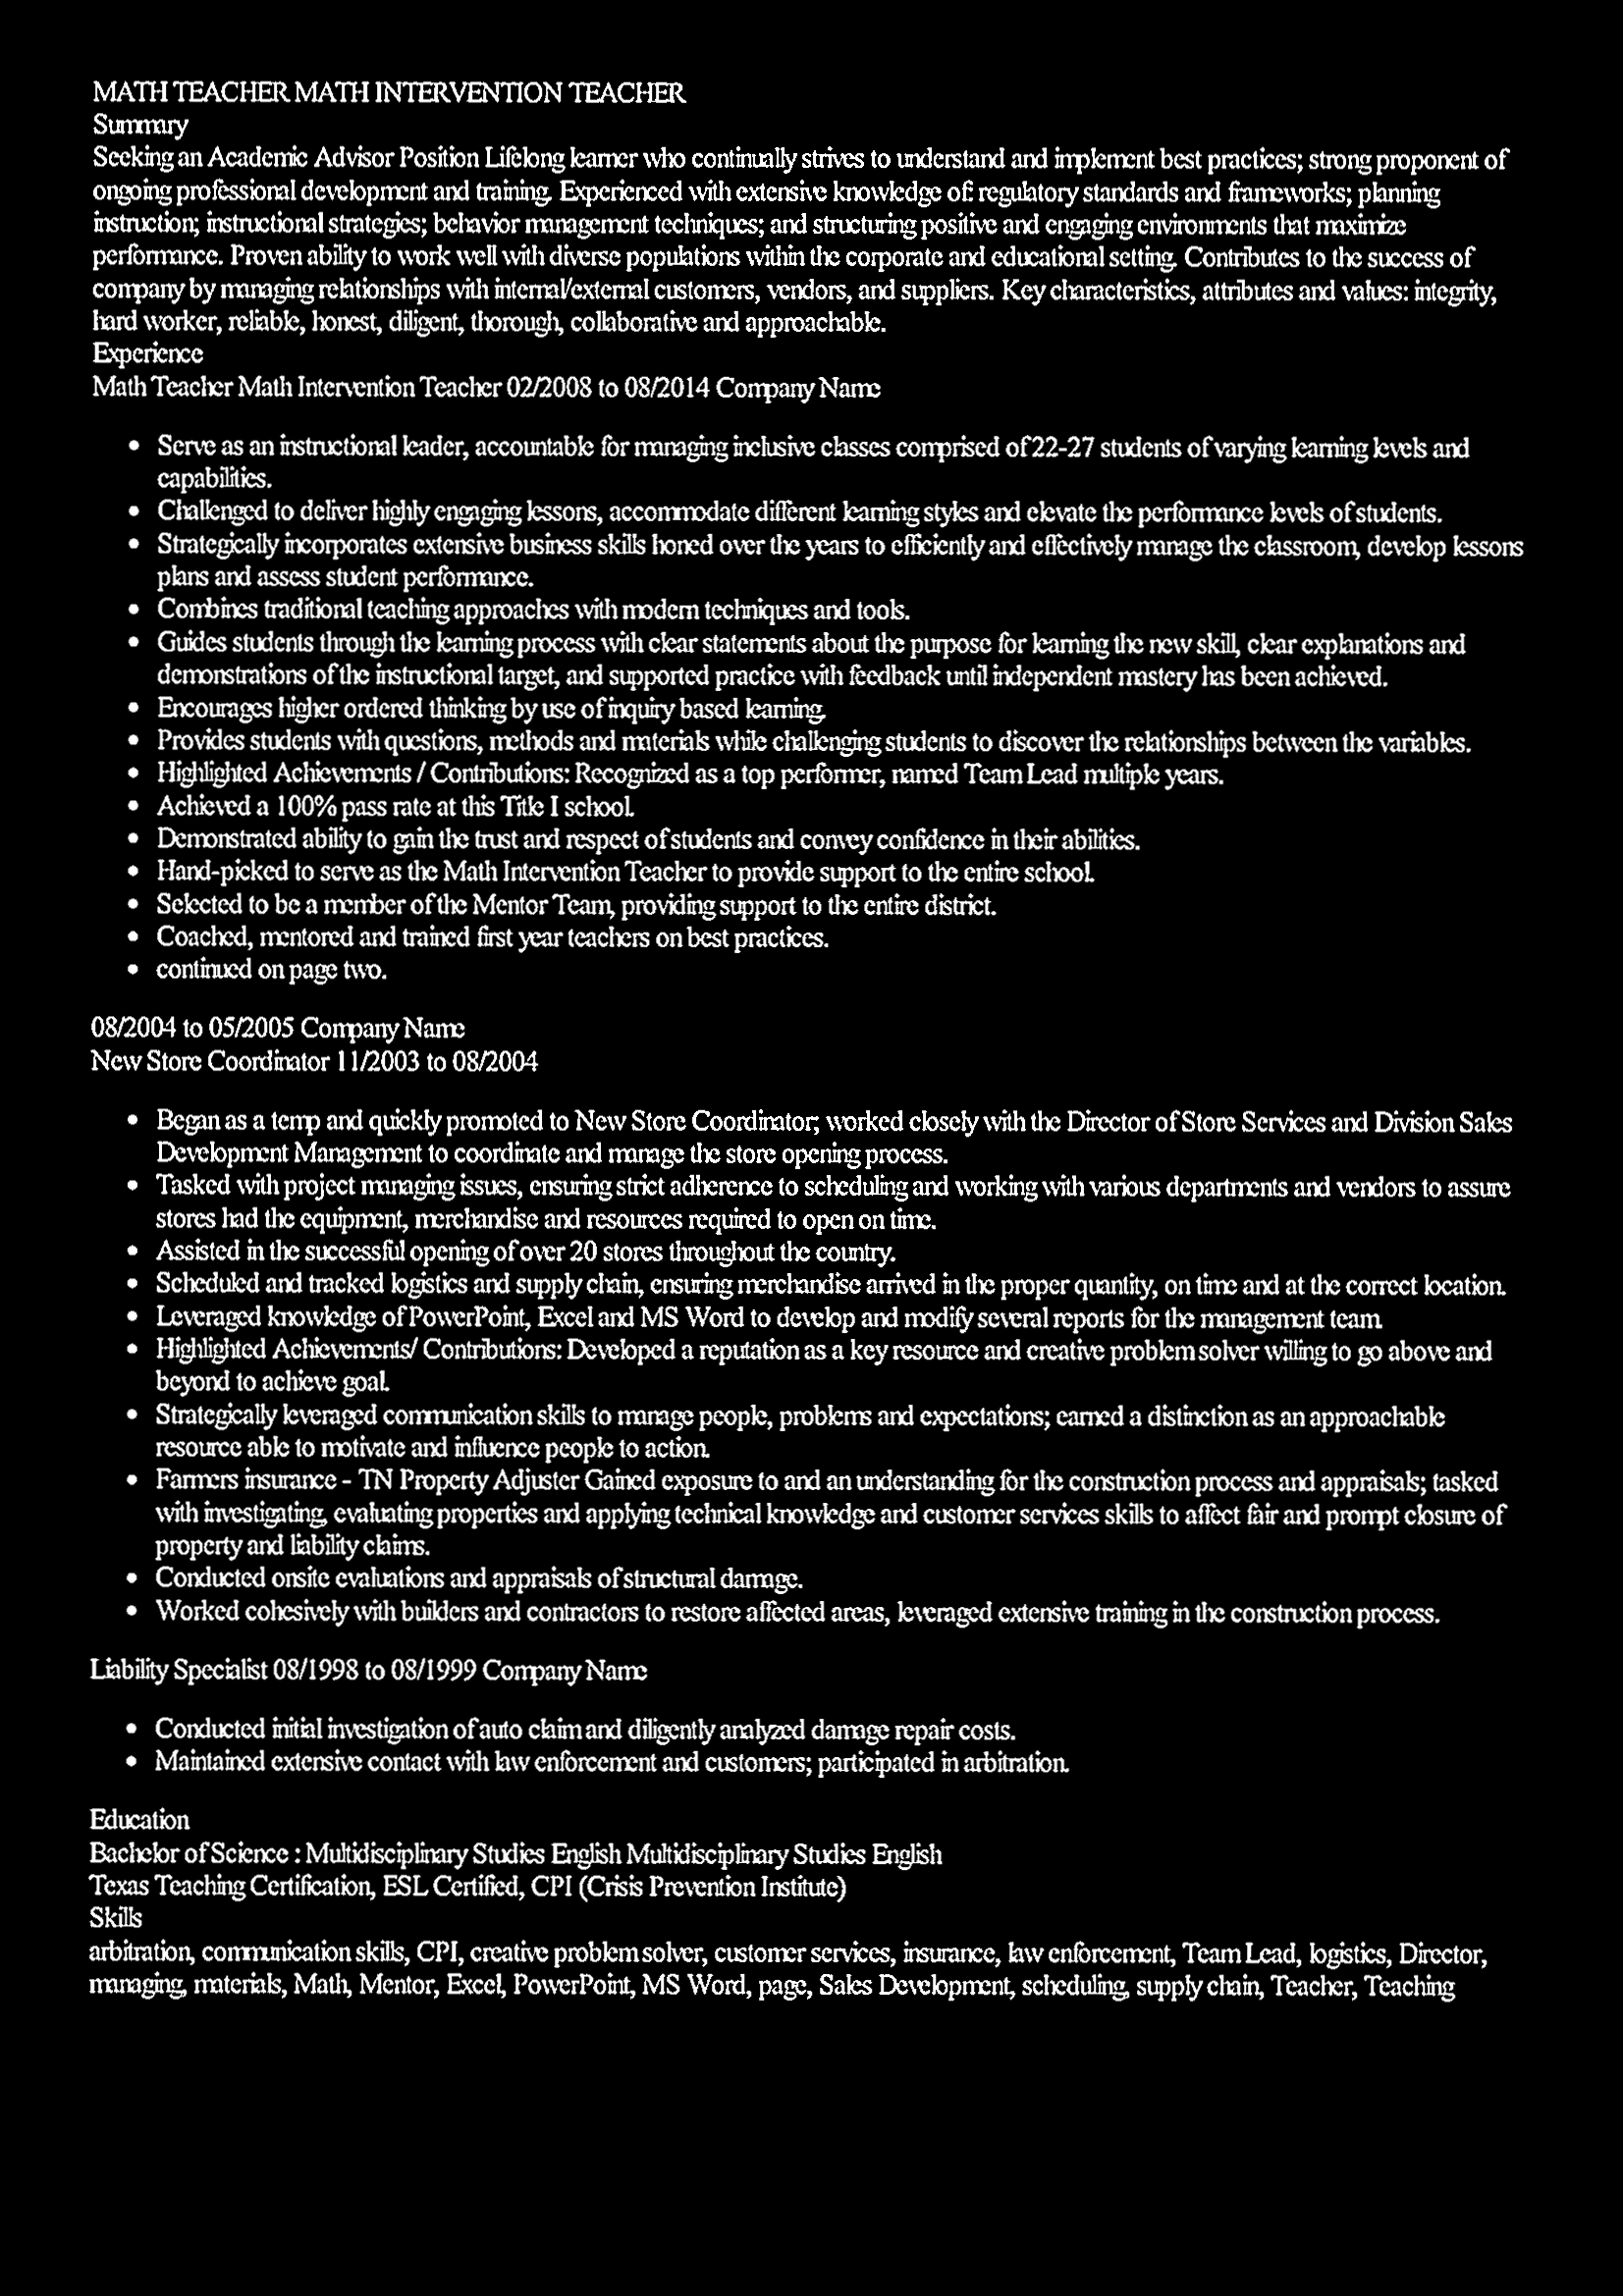 MATH TEACHER MATH INTERVENTION TEACHER
Summary
Seeking an Academic Advisor Position Lifelong learner who continually strives to understand and implement best practices; strong proponent of
ongoing professional development and training. Experienced with extensive knowledge of: regulatory standards and frameworks; planning
instruction; instructional strategies; behavior management techniques; and structuring positive and engaging environments that maximize
performance. Proven ability to work well with diverse populations within the corporate and educational setting. Contributes to the success of
company by managing relationships with internal/external customers, vendors, and suppliers. Key characteristics, attributes and values: integrity,
hard worker, reliable, honest, diligent, thorough, collaborative and approachable.
Experience
Math Teacher Math Intervention Teacher 02/2008 to 08/2014 Company Name
• Serve as an instructional leader, accountable for managing inclusive classes comprised of 22-27 students of varying learning levels and
capabilities.
• Challenged to deliver highly engaging lessons, accommodate different learning styles and elevate the performance levels of students.
• Strategically incorporates extensive business skills honed over the years to efficiently and effectively manage the classroom, develop lessons
plans and assess student performance.
• Combines traditional teaching approaches with modern techniques and tools.
• Guides students through the learning process with clear statements about the purpose for learning the new skill, clear explanations and
demonstrations of the instructional target, and supported practice with feedback until independent mastery has been achieved.
• Encourages higher ordered thinking by use of inquiry based learning.
• Provides students with questions, methods and materials while challenging students to discover the relationships between the variables.
• Highlighted Achievements / Contributions: Recognized as a top performer, named Team Lead multiple years.
• Achieved a 100% pass rate at this Title I school.
• Demonstrated ability to gain the trust and respect of students and convey confidence in their abilities.
• Hand-picked to serve as the Math Intervention Teacher to provide support to the entire school.
• Selected to be a member of the Mentor Team, providing support to the entire district.
• Coached, mentored and trained first year teachers on best practices.
• continued on page two.
08/2004 to 05/2005 Company Name
New Store Coordinator 11/2003 to 08/2004
• Began as a temp and quickly promoted to New Store Coordinator; worked closely with the Director of Store Services and Division Sales
Development Management to coordinate and manage the store opening process.
• Tasked with project managing issues, ensuring strict adherence to scheduling and working with various departments and vendors to assure
stores had the equipment, merchandise and resources required to open on time.
• Assisted in the successful opening of over 20 stores throughout the country.
• Scheduled and tracked logistics and supply chain, ensuring merchandise arrived in the proper quantity, on time and at the correct location.
• Leveraged knowledge of PowerPoint, Excel and MS Word to develop and modify several reports for the management team.
• Highlighted Achievements/ Contributions: Developed a reputation as a key resource and creative problem solver willing to go above and
beyond to achieve goal.
• Strategically leveraged communication skills to manage people, problems and expectations; earned a distinction as an approachable
resource able to motivate and influence people to action.
• Farmers insurance - TN Property Adjuster Gained exposure to and an understanding for the construction process and appraisals; tasked
with investigating, evaluating properties and applying technical knowledge and customer services skills to affect fair and prompt closure of
property and liability claims.
• Conducted onsite evaluations and appraisals of structural damage.
• Worked cohesively with builders and contractors to restore affected areas, leveraged extensive training in the construction process.
Liability Specialist 08/1998 to 08/1999 Company Name
• Conducted initial investigation of auto claim and diligently analyzed damage repair costs.
• Maintained extensive contact with law enforcement and customers; participated in arbitration.
Education
Bachelor of Science : Multidisciplinary Studies English Multidisciplinary Studies English
Texas Teaching Certification, ESL Certified, CPI (Crisis Prevention Institute)
Skills
arbitration, communication skills, CPI, creative problem solver, customer services, insurance, law enforcement, Team Lead, logistics, Director,
managing, materials, Math, Mentor, Excel, PowerPoint, MS Word, page, Sales Development, scheduling, supply chain, Teacher, Teaching